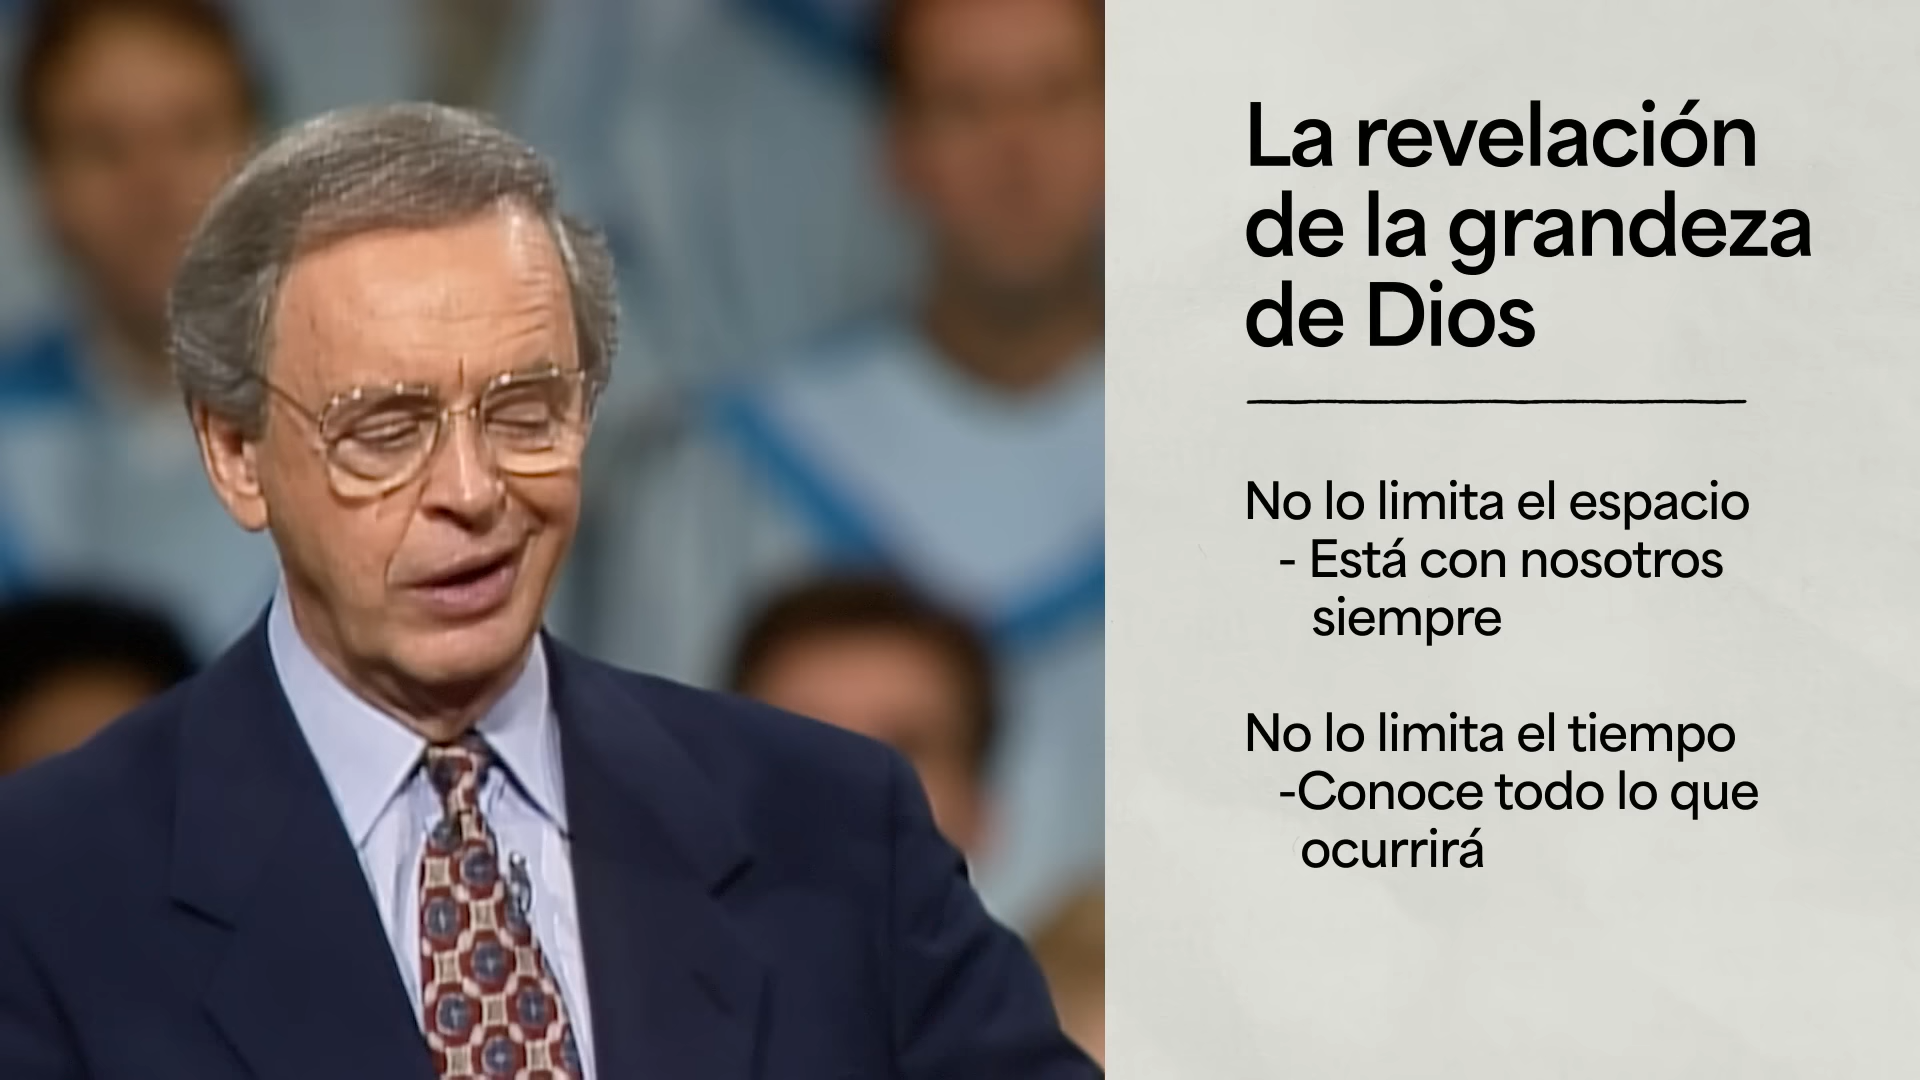 La revelación
de la grandeza
de Dios
No lo limita el espacio
- Está con nosotros
siempre
No lo limita el tiempo
-Conoce todo lo que
ocurrirá